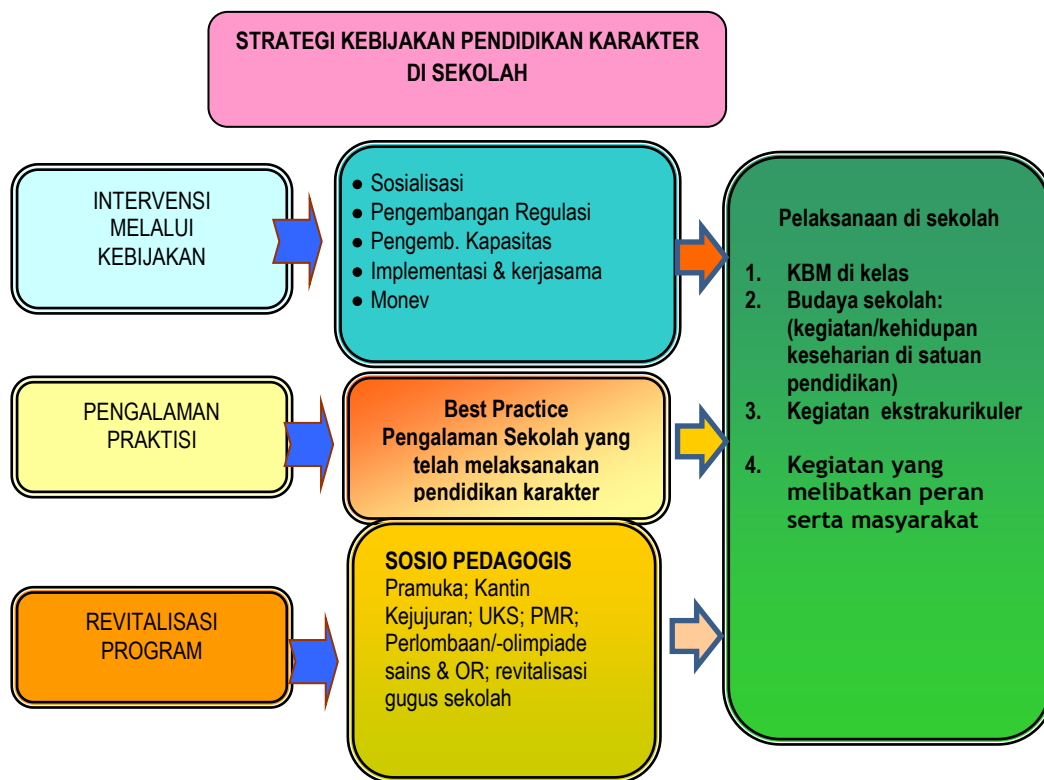 STRATEGI KEBIJAKAN PENDIDIKAN KARAKTER
DI SEKOLAH
INTERVENSI
MELALUI
KEBIJAKAN
● Sosialisasi
● Pengembangan Regulasi
● Pengemb. Kapasitas
● Implementasi & kerjasama
● Monev
PENGALAMAN
PRAKTISI
Best Practice
Pengalaman Sekolah yang
telah melaksanakan
pendidikan karakter
REVITALISASI
PROGRAM
SOSIO PEDAGOGIS
Pramuka; Kantin
Kejujuran; UKS; PMR;
Perlombaan/-olimpiade
sains & OR; revitalisasi
gugus sekolah
Pelaksanaan di sekolah
1. KBM di kelas
2. Budaya sekolah:
(kegiatan/kehidupan
keseharian di satuan
pendidikan)
3. Kegiatan ekstrakurikuler
4. Kegiatan yang
melibatkan peran
serta masyarakat